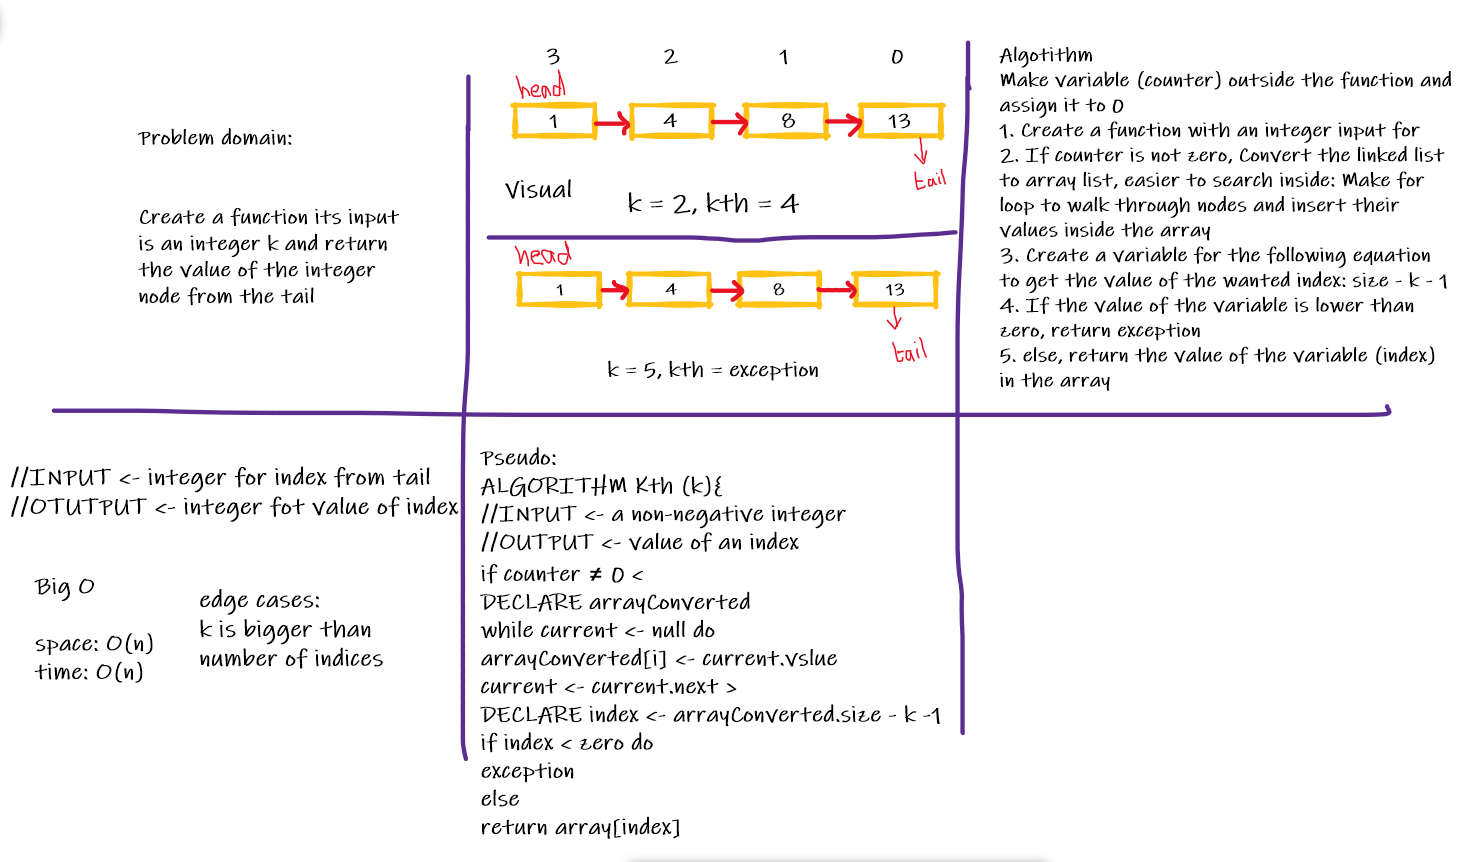 Problem domain:
Create a function its input
is an integer k and return
the value of the integer
node from the tail
3 2 1 0
head
1 4 8 13
tail
Visual
k = 2, kth = 4
head
1 4 8 13
tail
k = 5, kth = exception
Algotithm
Make variable (counter) outside the function and
assign it to 0
1. Create a function with an integer input for
2. If counter is not zero, Convert the linked list
to array list, easier to search inside: Make for
loop to walk through nodes and insert their
values inside the array
3. Create a variable for the following equation
to get the value of the wanted index: size - k - 1
4. If the value of the variable is lower than
zero, return exception
5. else, return the value of the variable (index)
in the array
//INPUT <- integer for index from tail
//OTUTPUT <- integer fot value of index
Big O
space: O(n)
time: O(n)
edge cases:
k is bigger than
number of indices
Pseudo:
ALGORITHM Kth (k){
//INPUT <- a non-negative integer
//OUTPUT <- value of an index
if counter ≠ 0 <
DECLARE arrayConverted
while current <- null do
arrayConverted[i] <- current.vslue
current <- current.next >
DECLARE index <- arrayConverted.size - k -1
if index < zero do
exception
else
return array[index]